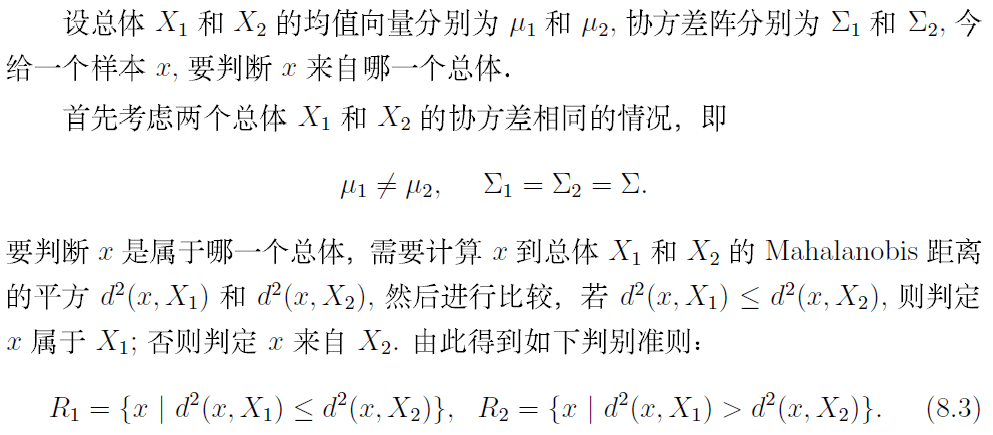 设总体 X₁ 和 X₂ 的均值向量分别为 μ₁ 和 μ₂, 协方差阵分别为 Σ₁ 和 Σ₂, 今
给一个样本 x, 要判断 x 来自哪一个总体.
首先考虑两个总体 X₁ 和 X₂ 的协方差相同的情况，即
μ₁ ≠ μ₂, Σ₁ = Σ₂ = Σ.
要判断 x 是属于哪一个总体，需要计算 x 到总体 X₁ 和 X₂ 的 Mahalanobis 距离
的平方 d²(x, X₁) 和 d²(x, X₂), 然后进行比较，若 d²(x, X₁) ≤ d²(x, X₂), 则判定
x 属于 X₁; 否则判定 x 来自 X₂. 由此得到如下判别准则：
R₁ = {x | d²(x, X₁) ≤ d²(x, X₂)}, R₂ = {x | d²(x, X₁) > d²(x, X₂)}. (8.3)